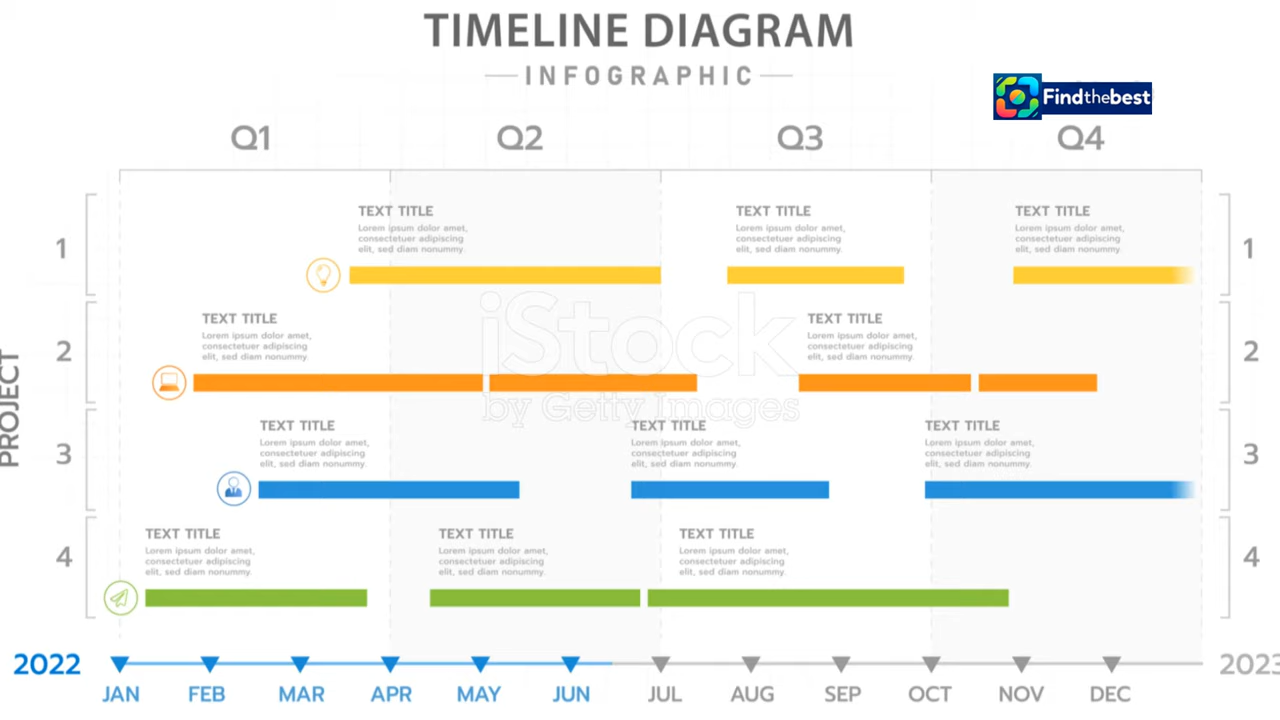 TIMELINE DIAGRAM
INFOGRAPHIC
Findthebest
Q1 Q2 Q3 Q4
PROJECT
1
TEXT TITLE
Lorem ipsum dolor amet,
consectetuer adipiscing
elit, sed diam nonummy.
TEXT TITLE
Lorem ipsum dolor amet,
consectetuer adipiscing
elit, sed diam nonummy.
TEXT TITLE
Lorem ipsum dolor amet,
consectetuer adipiscing
elit, sed diam nonummy.
1
2
TEXT TITLE
Lorem ipsum dolor amet,
consectetuer adipiscing
elit, sed diam nonummy.
TEXT TITLE
Lorem ipsum dolor amet,
consectetuer adipiscing
elit, sed diam nonummy.
2
iStock
by Getty Images
3
TEXT TITLE
Lorem ipsum dolor amet,
consectetuer adipiscing
elit, sed diam nonummy.
TEXT TITLE
Lorem ipsum dolor amet,
consectetuer adipiscing
elit, sed diam nonummy.
TEXT TITLE
Lorem ipsum dolor amet,
consectetuer adipiscing
elit, sed diam nonummy.
3
4
TEXT TITLE
Lorem ipsum dolor amet,
consectetuer adipiscing
elit, sed diam nonummy.
TEXT TITLE
Lorem ipsum dolor amet,
consectetuer adipiscing
elit, sed diam nonummy.
TEXT TITLE
Lorem ipsum dolor amet,
consectetuer adipiscing
elit, sed diam nonummy.
4
2022 2023
JAN FEB MAR APR MAY JUN JUL AUG SEP OCT NOV DEC